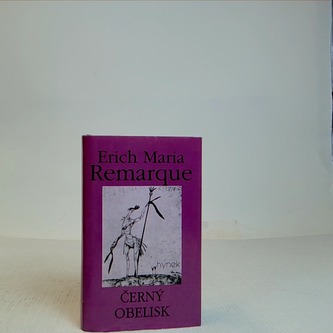 Erich Maria
Remarque
hynek
ČERNÝ
OBELISK